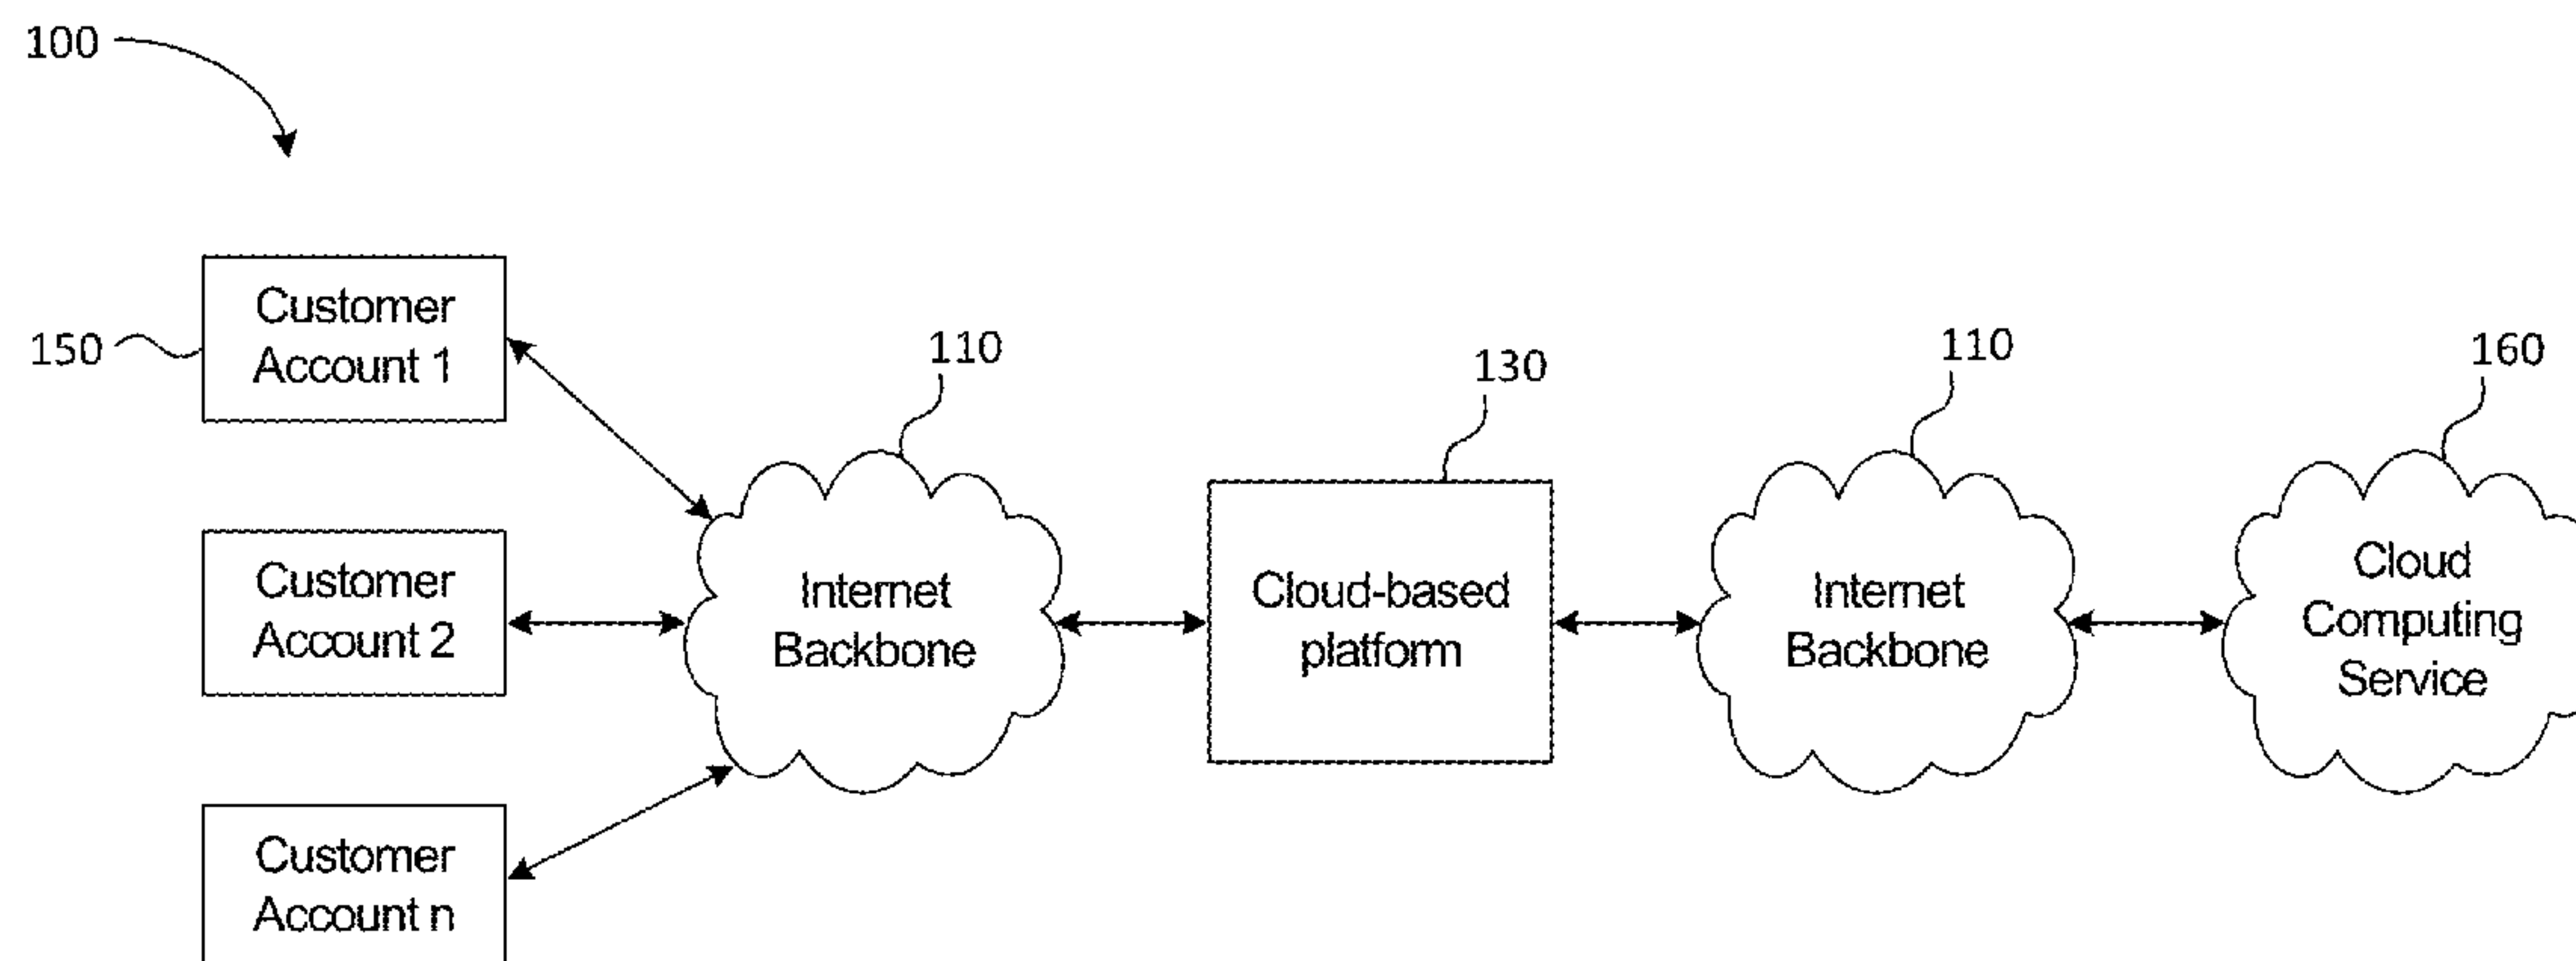 100
Customer
Account 1
150
110
130
110
160
Customer
Account 2
Internet
Backbone
Cloud-based
platform
Internet
Backbone
Cloud
Computing
Service
Customer
Account n